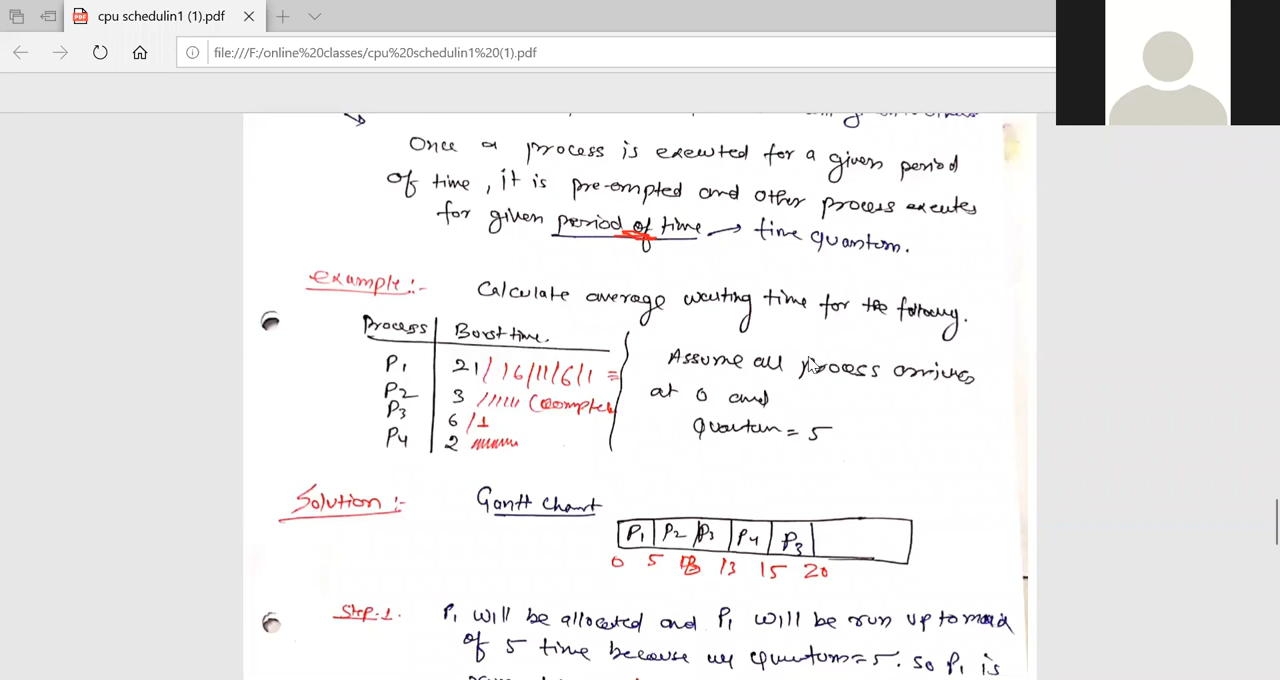 cpu schedulin1 (1).pdf
file:///F:/online%20classes/cpu%20schedulin1%20(1).pdf
Once a process is executed for a given period
of time, it is pre-empted and other process executes
for given period of time → time quantum.
example:- Calculate average waiting time for the following.
Process Burst time.
P1 21/16/11/6/1 =
P2 3 ////// (complet
P3 6/1
P4 2
Assume all process arrives
at 0 and
Quantum = 5
Solution:- Gantt chart
P1 P2 P3 P4 P3
0 5 8 13 15 20
Step-1. P1 will be allocated and P1 will be run up to
of 5 time because quantum = 5. So P1 is